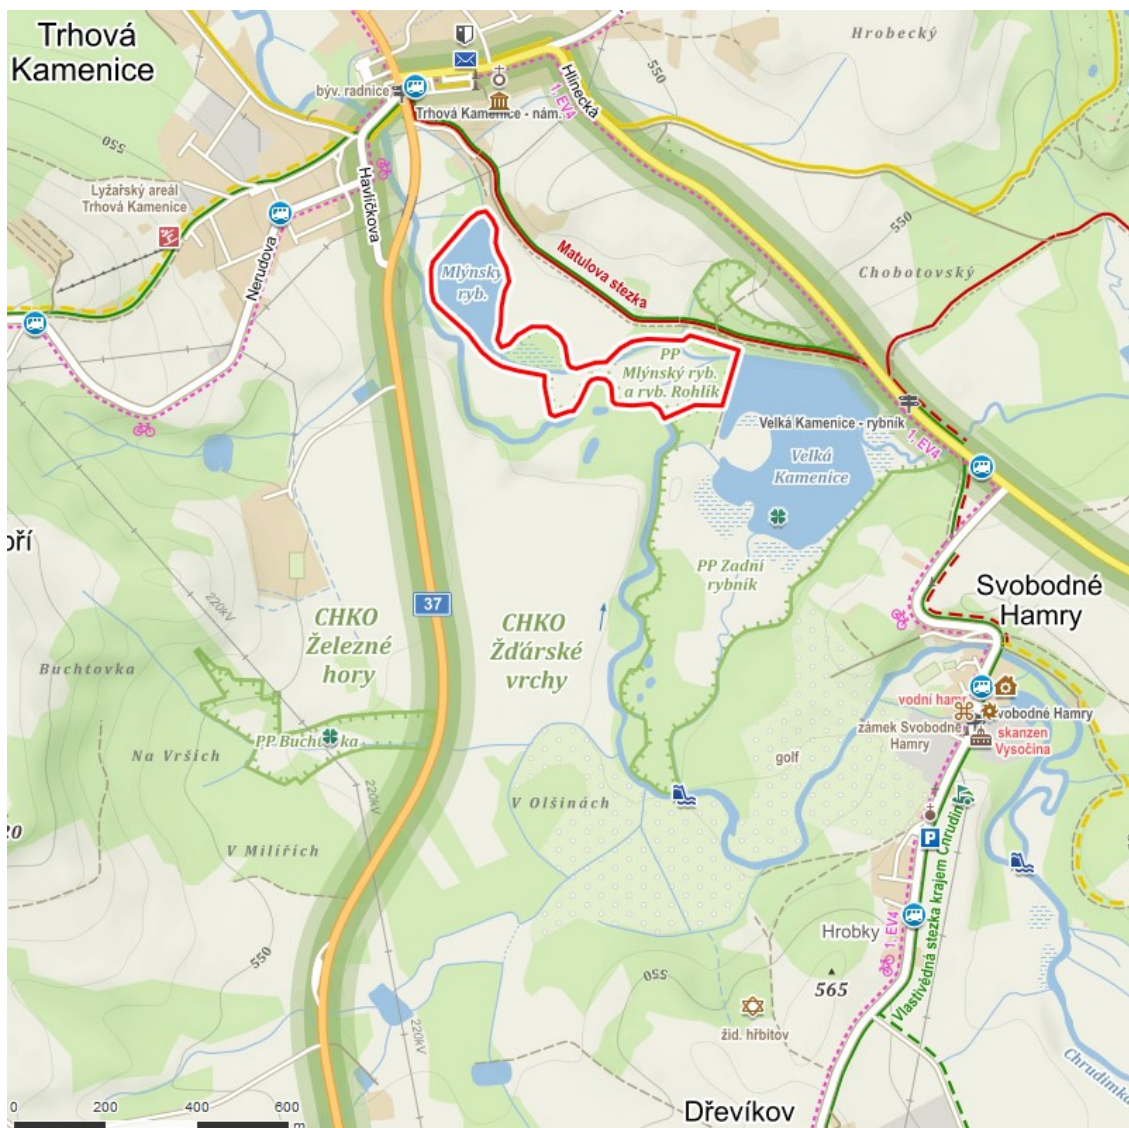 Trhová
Kamenice
Hrobecký
550
býv. radnice
Trhová Kamenice - nám.
Hlinecká
1, EV4
550
Lyžařský areál
Trhová Kamenice
Havlíčkova
Nerudova
Mlýnský
ryb.
Matulova stezka
550
Chobotovský
PP
Mlýnský ryb.
a ryb. Rohlík
Velká Kamenice - rybník
1, EV4
Velká
Kamenice
oří
PP Zadní
rybník
220kV
37
CHKO
Železné
hory
CHKO
Žďárské
vrchy
Svobodné
Hamry
Buchtovka
vodní
Svobodné Hamry
zámek Svobodné
Hamry
skanzen
Vysočina
PP Buchtovka
Na Vrších
golf
220kV
V Olšinách
V Milířích
Vlastivědná stezka krajem Chrudimky
P
1, EV4
Hrobky
550
550
565
žid. hřbitov
220kV
Chrudimka
Dřevíkov
0 200 400 600
m